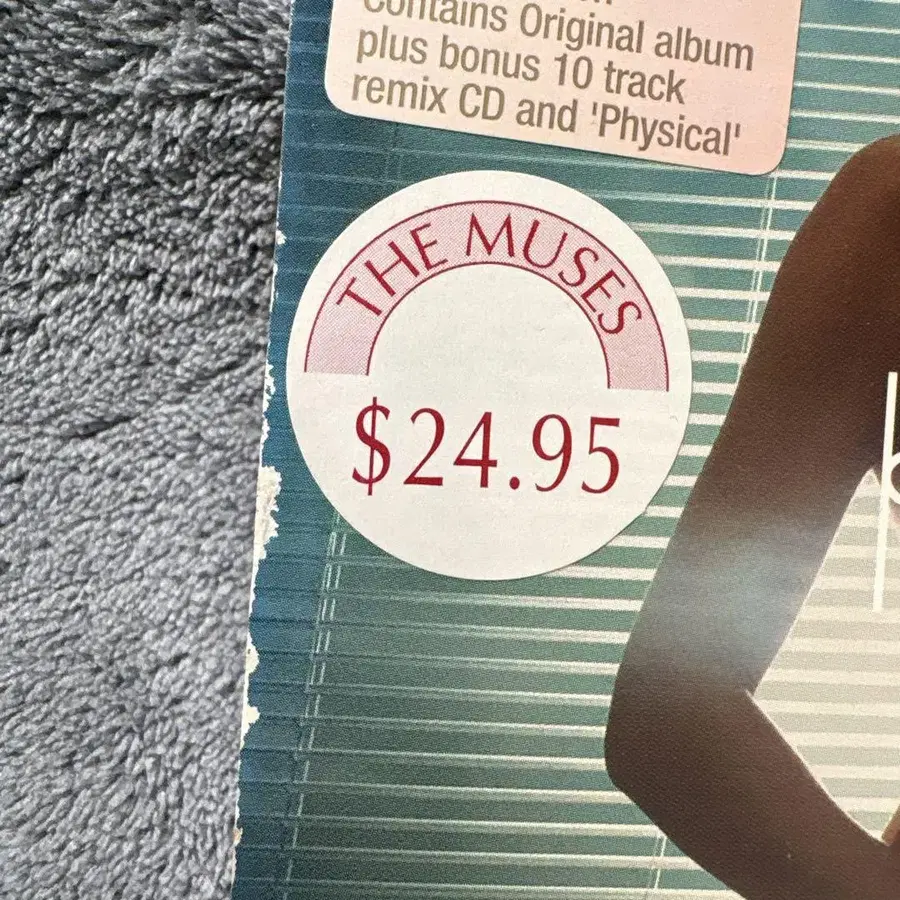 Contains Original album
plus bonus 10 track
remix CD and 'Physical'
THE MUSES
$24.95